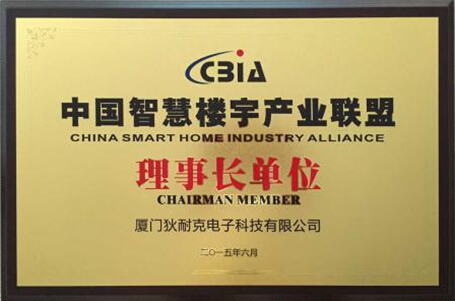 CBIA
中国智慧楼宇产业联盟
CHINA SMART HOME INDUSTRY ALLIANCE
理事长单位
CHAIRMAN MEMBER
厦门狄耐克电子科技有限公司
二〇一五年六月